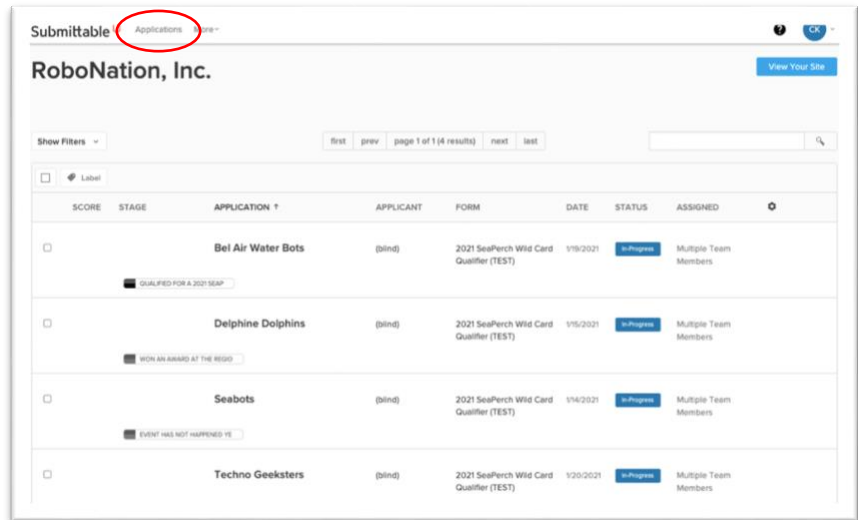 Submittable Applications More
? CK
RoboNation, Inc.
View Your Site
Show Filters
first prev page 1 of 1 (4 results) next last
Label
SCORE STAGE APPLICATION ↑ APPLICANT FORM DATE STATUS ASSIGNED
Bel Air Water Bots (blind) 2021 SeaPerch Wild Card 1/19/2021 In-Progress Multiple Team
Qualifier (TEST) Members
QUALIFIED FOR A 2021 SEAP
Delphine Dolphins (blind) 2021 SeaPerch Wild Card 1/15/2021 In-Progress Multiple Team
Qualifier (TEST) Members
WON AN AWARD AT THE REGIO
Seabots (blind) 2021 SeaPerch Wild Card 1/14/2021 In-Progress Multiple Team
Qualifier (TEST) Members
EVENT HAS NOT HAPPENED YE
Techno Geeksters (blind) 2021 SeaPerch Wild Card 1/20/2021 In-Progress Multiple Team
Qualifier (TEST) Members